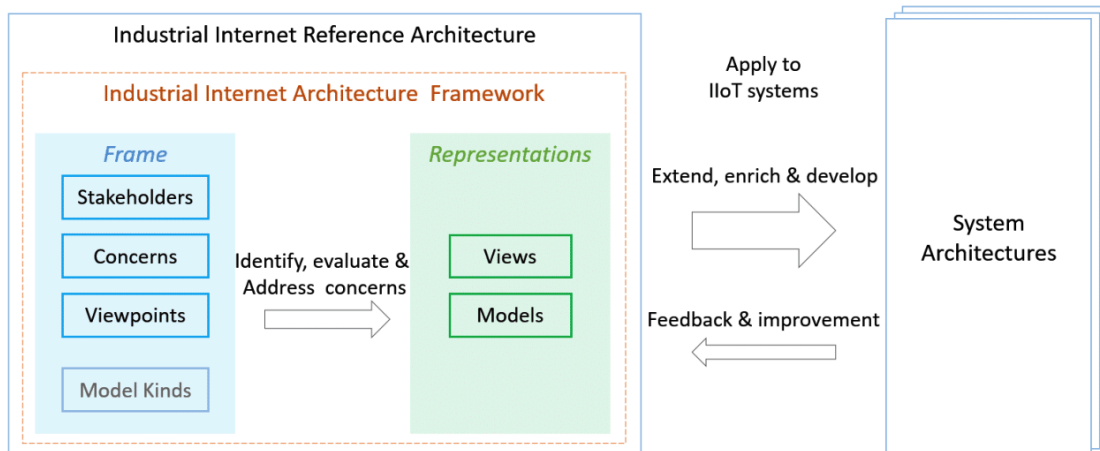 Industrial Internet Reference Architecture
Industrial Internet Architecture Framework
Frame
Stakeholders
Concerns
Viewpoints
Model Kinds
Identify, evaluate &
Address concerns
Representations
Views
Models
Apply to
IIoT systems
Extend, enrich & develop
Feedback & improvement
System
Architectures